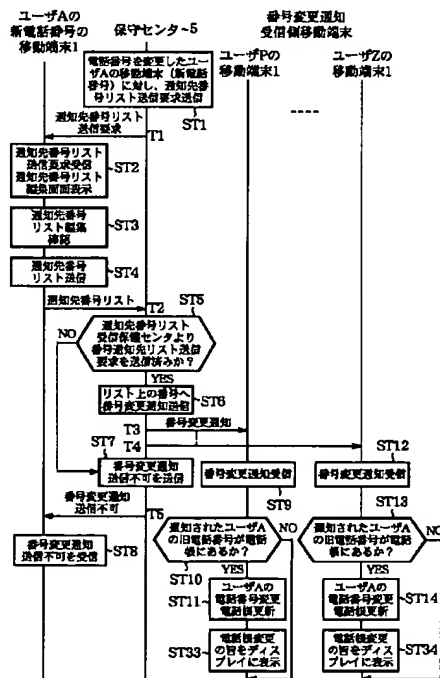 ユーザAの
新電話番号の
移動端末1
保守センタ~5
番号変更通知
受信側移動端末
ユーザPの
移動端末1
ユーザZの
移動端末1
電話番号を変更したユー
ザAの移動端末(新電話
番号)に対し、通知先番
号リスト送信要求送信
ST1
通知先番号リスト
送信要求
T1
通知先番号リスト
送信要求受信
通知先番号リスト
編集画面表示
ST2
通知先番号
リスト編集
確認
ST3
通知先番号
リスト送信
ST4
通知先番号リスト
T2
ST5
通知先番号リスト
受信保守センタより
番号通知先リスト送信
要求を送信済みか?
NO
YES
ST6
リスト上の番号へ
番号変更通知送信
T3
番号変更通知
T4
ST7
番号変更通知
送信不可を送信
ST12
番号変更通知受信
番号変更通知受信
ST9
番号変更通知
送信不可
T5
番号変更通知
送信不可を受信
ST8
ST13
通知されたユーザA
の旧電話番号が電話
帳にあるか?
NO
YES
ST10
通知されたユーザA
の旧電話番号が電話
帳にあるか?
NO
YES
ユーザAの
電話番号変更
電話帳更新
ST11
ユーザAの
電話番号変更
電話帳更新
ST14
電話帳変更
の旨をディス
プレイに表示
ST33
電話帳変更
の旨をディス
プレイに表示
ST34